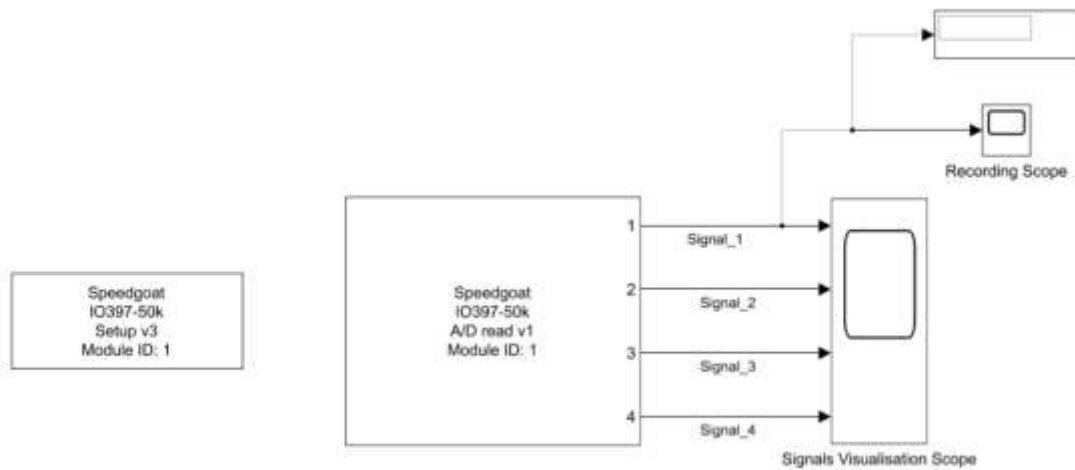 Recording Scope
Speedgoat
IO397-50k
Setup v3
Module ID: 1
Speedgoat
IO397-50k
A/D read v1
Module ID: 1
1
2
3
4
Signal_1
Signal_2
Signal_3
Signal_4
Signals Visualisation Scope